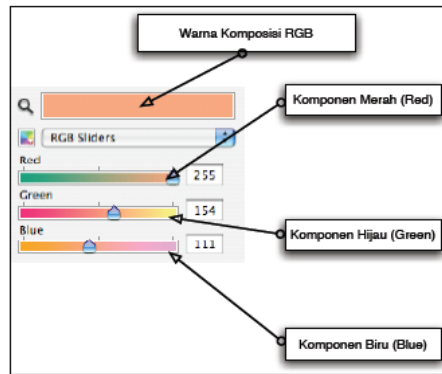 Warna Komposisi RGB
Komponen Merah (Red)
RGB Sliders
Red
255
Green
154
Komponen Hijau (Green)
Blue
111
Komponen Biru (Blue)